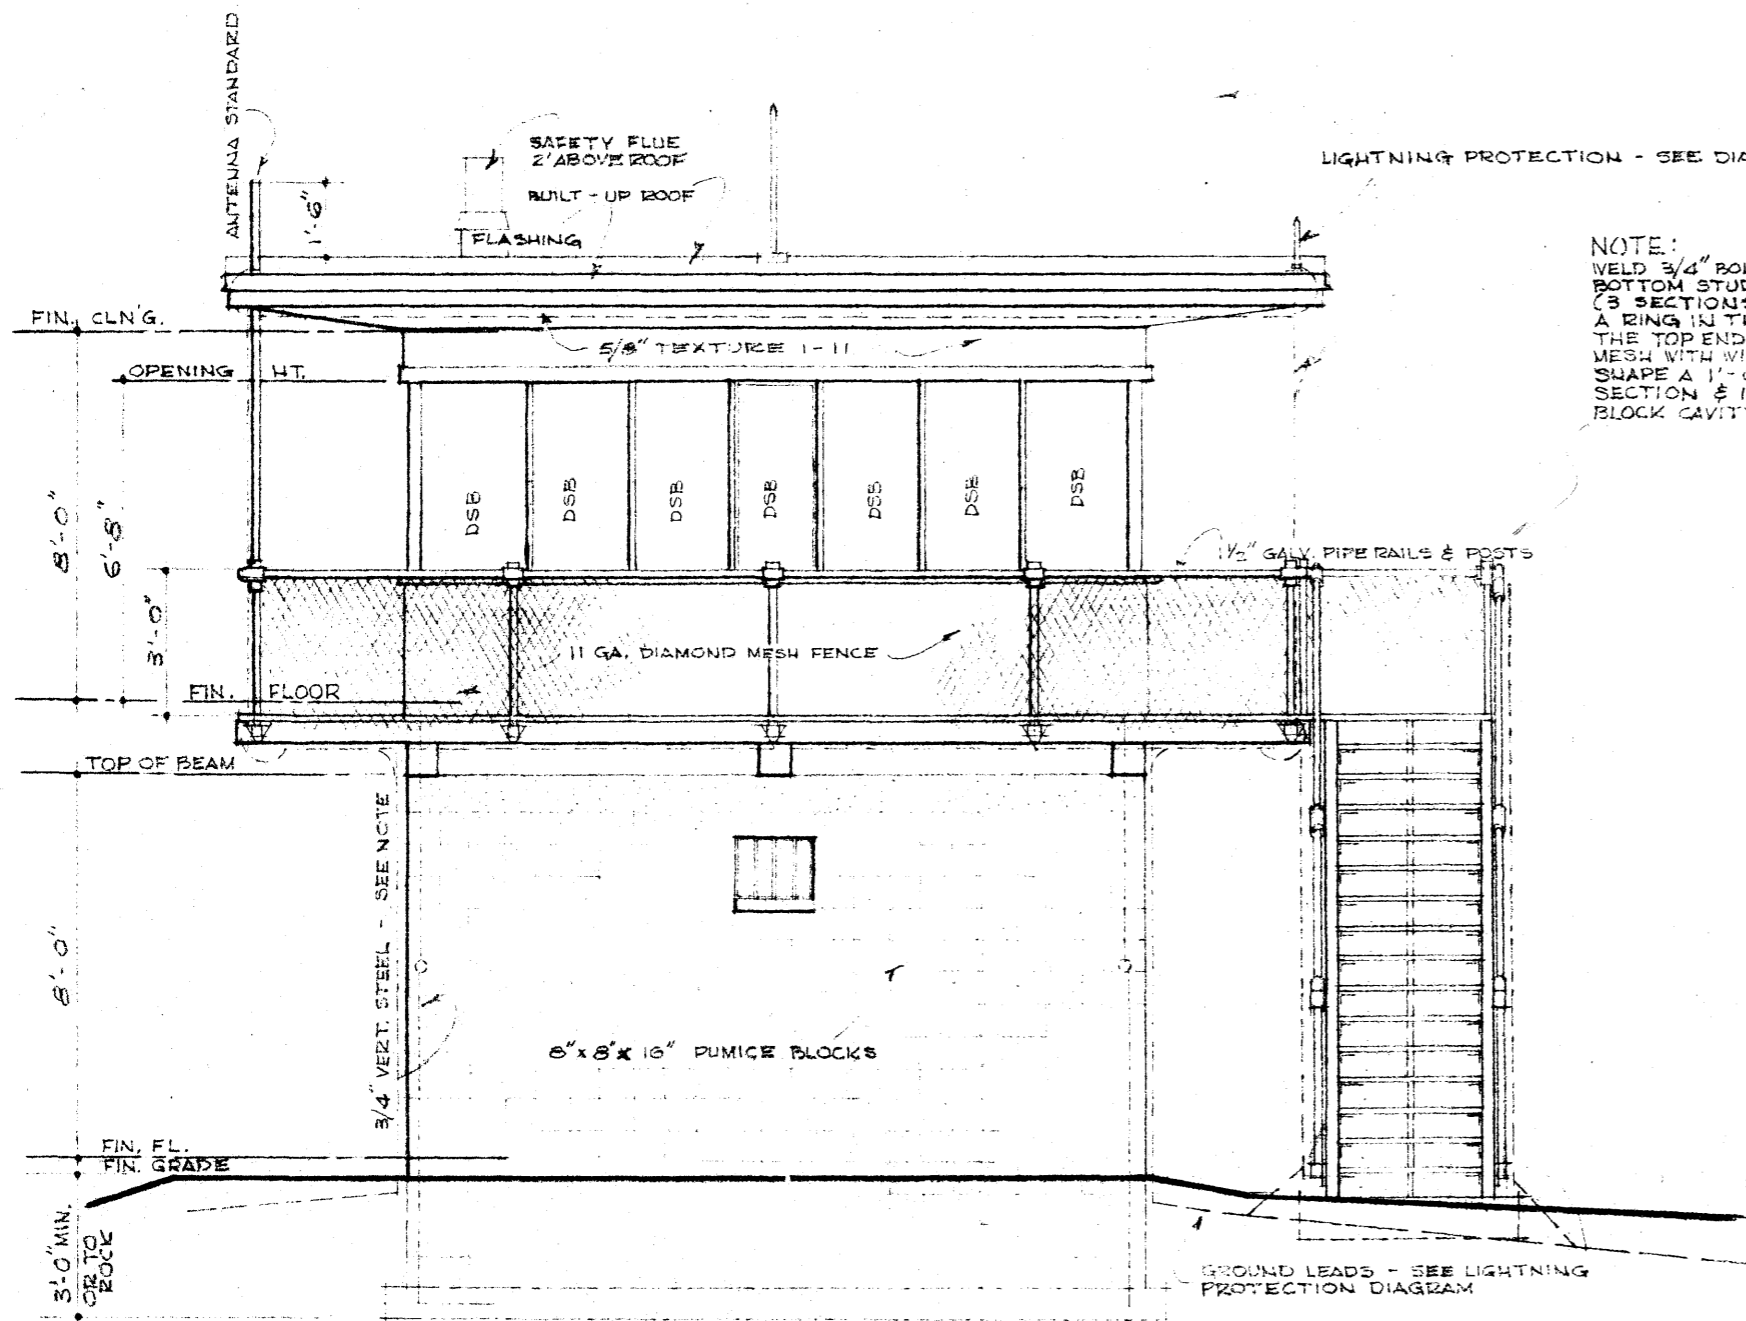 ANTENNA STANDARD
SAFETY FLUE
2' ABOVE ROOF
BUILT-UP ROOF
FLASHING
1'-6"
LIGHTNING PROTECTION - SEE DIA
NOTE:
WELD 3/4" BOL
BOTTOM STUD
(3 SECTIONS
A RING IN TH
THE TOP END
MESH WITH WI
SHAPE A 1'-
SECTION & I
BLOCK CAVIT
FIN. CLN'G.
5/8" TEXTURE 1-11
OPENING HT.
8'-0"
6'-8"
3'-0"
DSB
DSB
DSB
DSB
DSB
DSB
DSB
1½" GALV. PIPE RAILS & POSTS
11 GA. DIAMOND MESH FENCE
FIN. FLOOR
TOP OF BEAM
3/4" VERT. STEEL - SEE NOTE
8'-0"
8" x 8" x 16" PUMICE BLOCKS
FIN. FL.
FIN. GRADE
3'-0" MIN.
OR TO
ROCK
GROUND LEADS - SEE LIGHTNING
PROTECTION DIAGRAM